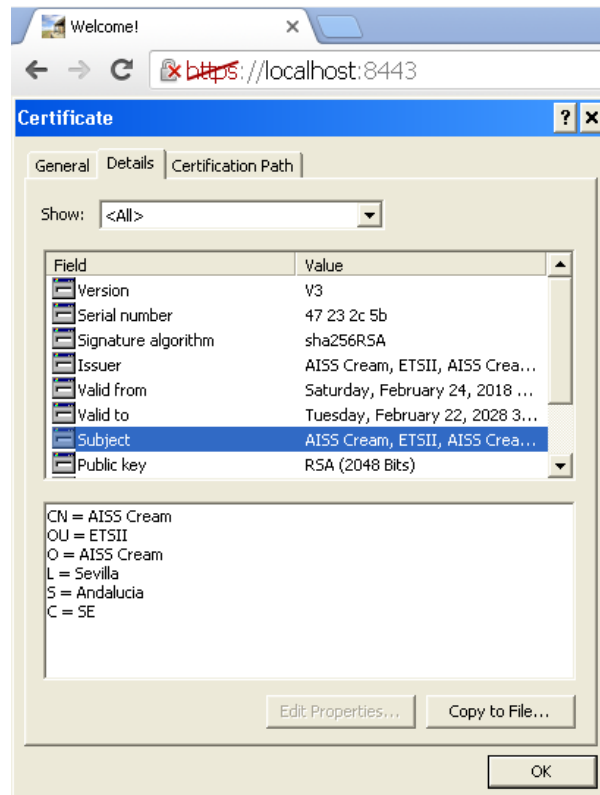 Welcome!
https://localhost:8443
Certificate
General Details Certification Path
Show: <All>
Field Value
Version V3
Serial number 47 23 2c 5b
Signature algorithm sha256RSA
Issuer AISS Cream, ETSII, AISS Crea...
Valid from Saturday, February 24, 2018 ...
Valid to Tuesday, February 22, 2028 3...
Subject AISS Cream, ETSII, AISS Crea...
Public key RSA (2048 Bits)
CN = AISS Cream
OU = ETSII
O = AISS Cream
L = Sevilla
S = Andalucia
C = SE
Edit Properties... Copy to File...
OK